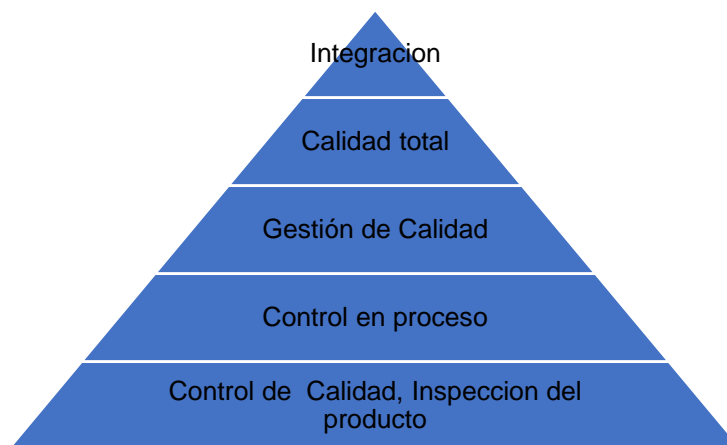 Integracion
Calidad total
Gestión de Calidad
Control en proceso
Control de  Calidad, Inspeccion del
producto